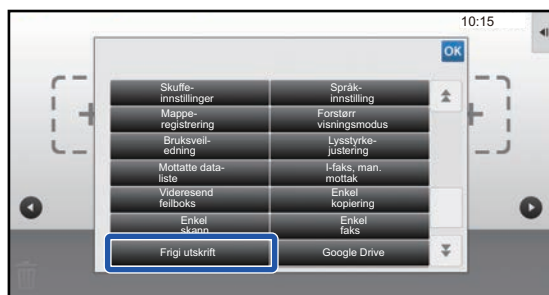 10:15
OK
Skuffe-
innstillinger
Språk-
innstilling
Mappe-
registrering
Forstørr
visningsmodus
Bruksveil-
edning
Lysstyrke-
justering
Mottatte data-
liste
I-faks, man.
mottak
Videresend
feilboks
Enkel
kopiering
Enkel
skann
Enkel
faks
Frigi utskrift
Google Drive